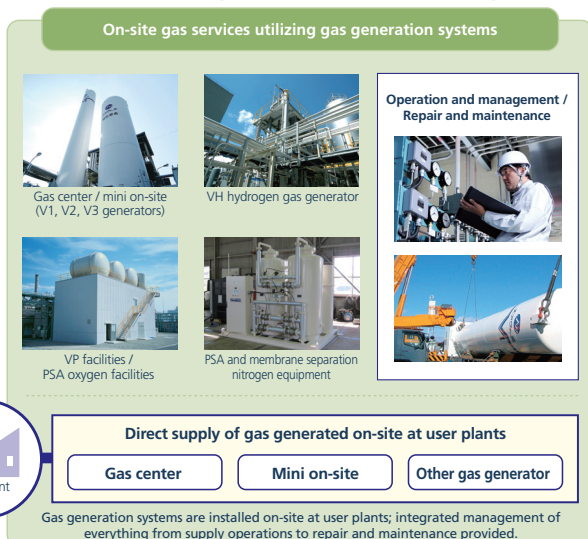 On-site gas services utilizing gas generation systems
Gas center / mini on-site
(V1, V2, V3 generators)
VH hydrogen gas generator
VP facilities /
PSA oxygen facilities
PSA and membrane separation
nitrogen equipment
Operation and management /
Repair and maintenance
Direct supply of gas generated on-site at user plants
Gas center
Mini on-site
Other gas generator
Gas generation systems are installed on-site at user plants; integrated management of
everything from supply operations to repair and maintenance provided.